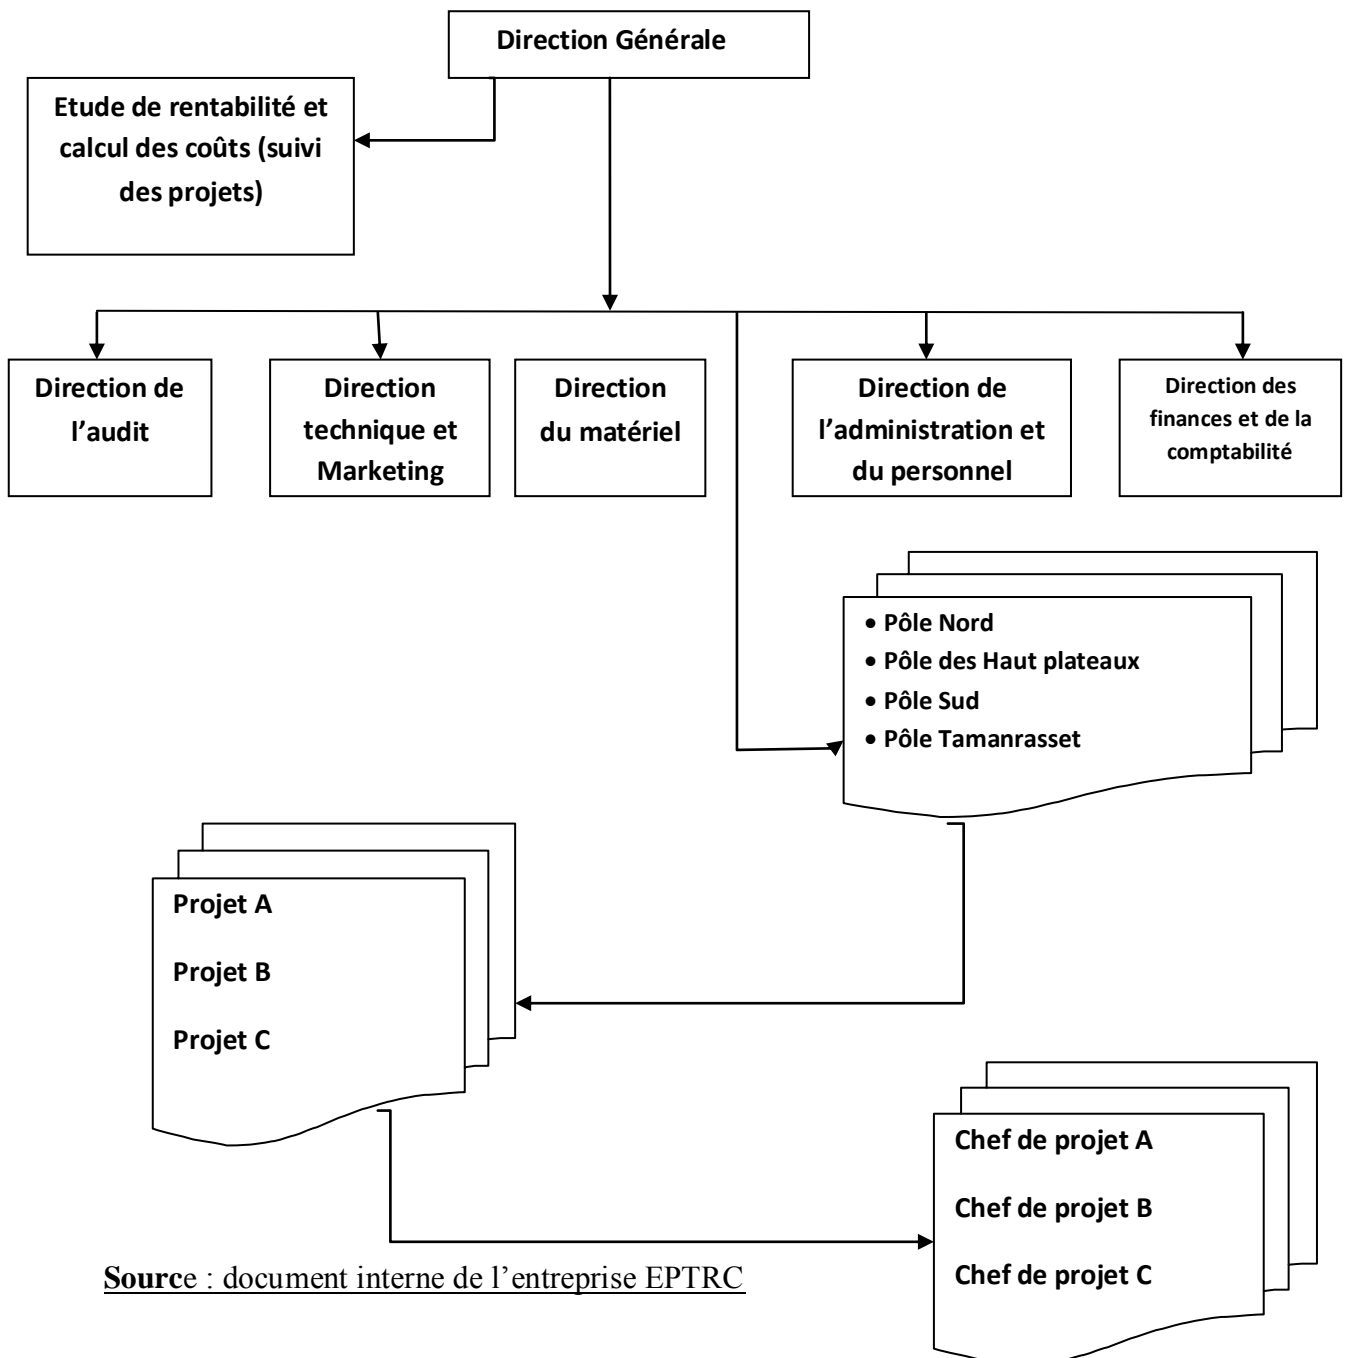 Direction Générale
Etude de rentabilité et
calcul des coûts (suivi
des projets)
Direction de
l’audit
Direction
technique et
Marketing
Direction
du matériel
Direction de
l’administration et
du personnel
Direction des
finances et de la
comptabilité
• Pôle Nord
• Pôle des Haut plateaux
• Pôle Sud
• Pôle Tamanrasset
Projet A
Projet B
Projet C
Chef de projet A
Chef de projet B
Chef de projet C
Source : document interne de l’entreprise EPTRC